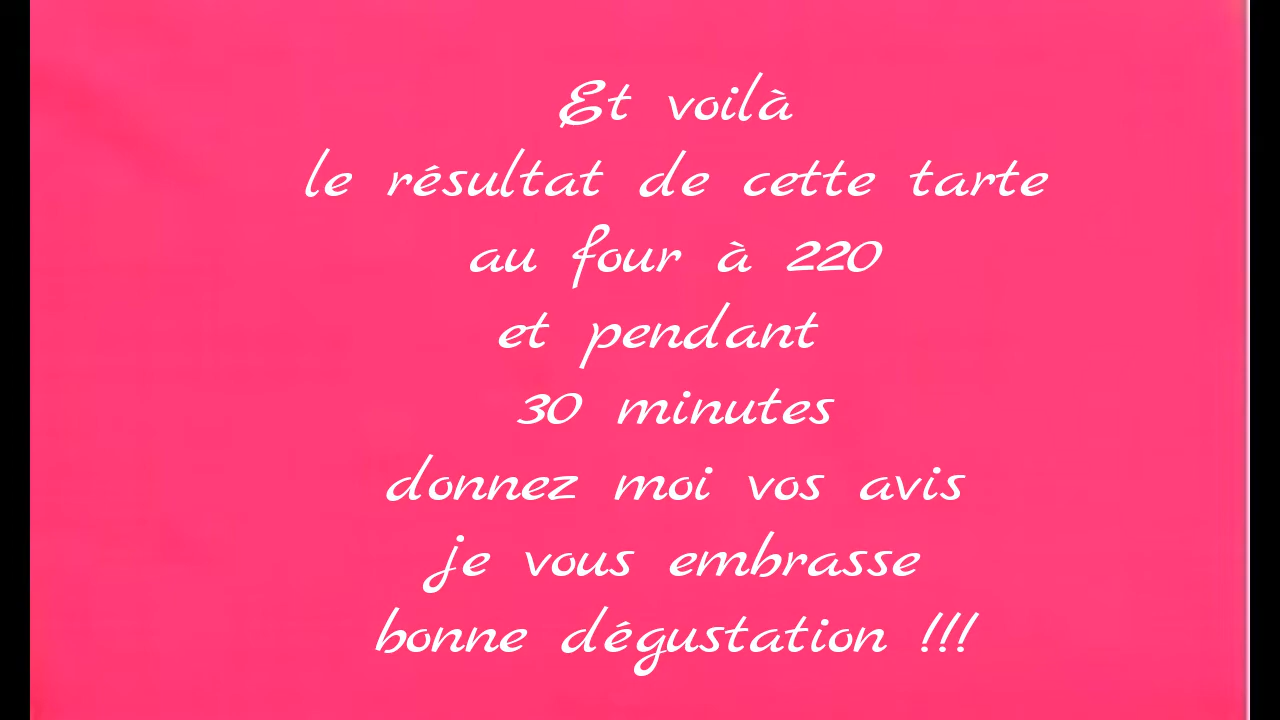 Et voilà
le résultat de cette tarte
au four à 220
et pendant
30 minutes
donnez moi vos avis
je vous embrasse
bonne dégustation !!!